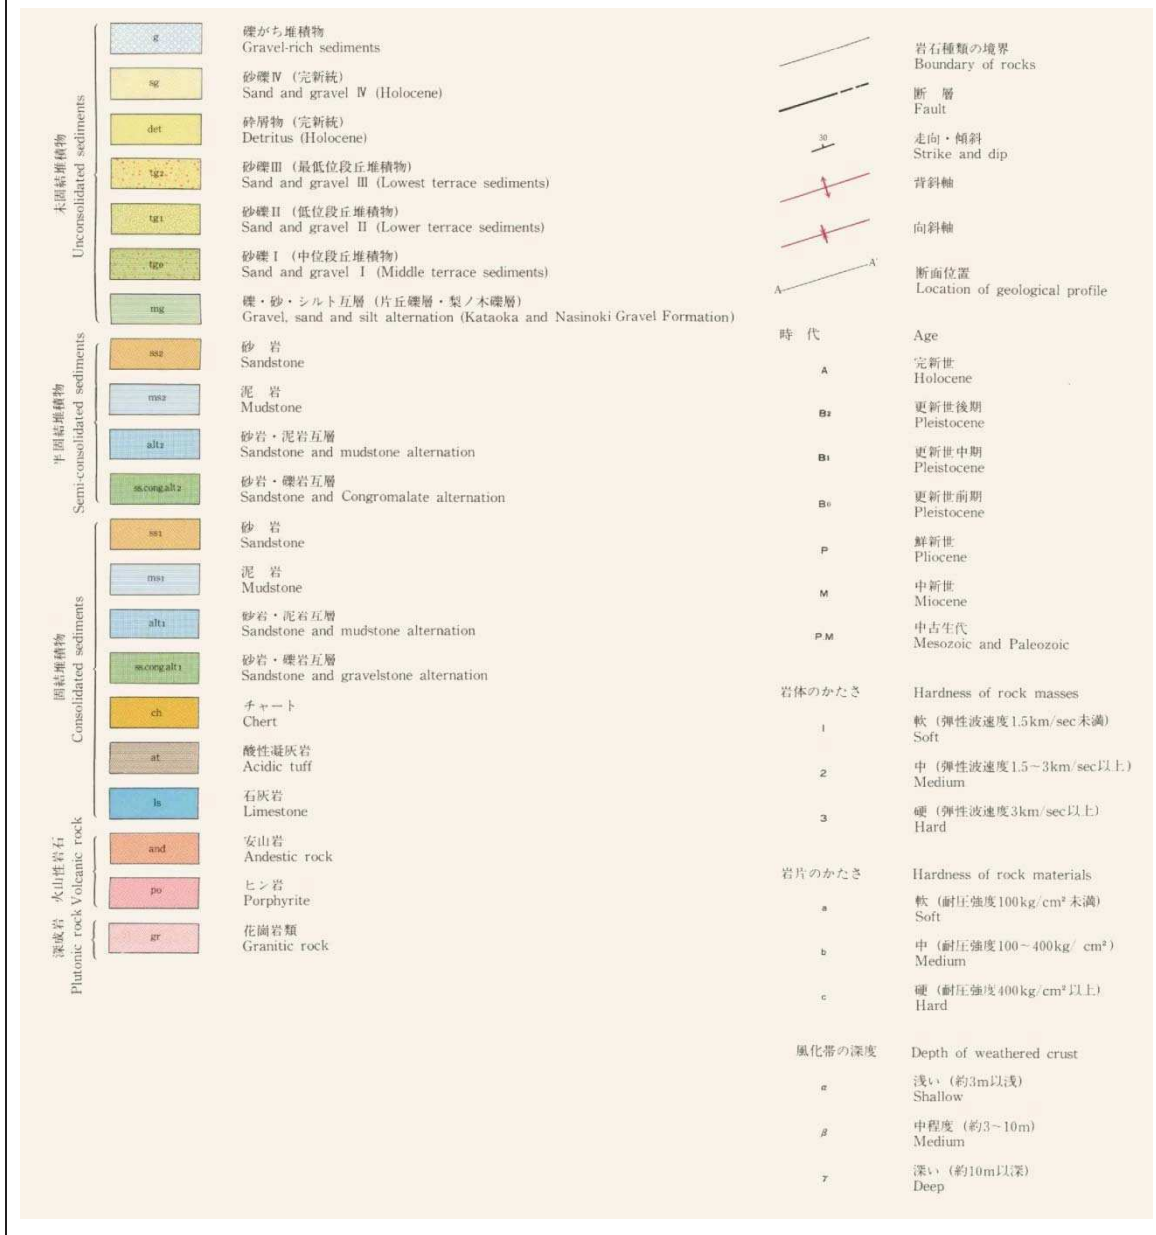 未固結堆積物
Unconsolidated sediments
g
礫がち堆積物
Gravel-rich sediments
sg
砂礫Ⅳ (完新統)
Sand and gravel Ⅳ (Holocene)
det
砕屑物 (完新統)
Detritus (Holocene)
tg2
砂礫Ⅲ (最低位段丘堆積物)
Sand and gravel Ⅲ (Lowest terrace sediments)
tg1
砂礫Ⅱ (低位段丘堆積物)
Sand and gravel Ⅱ (Lower terrace sediments)
tg0
砂礫Ⅰ (中位段丘堆積物)
Sand and gravel Ⅰ (Middle terrace sediments)
mg
礫・砂・シルト互層 (片丘礫層・梨ノ木礫層)
Gravel, sand and silt alternation (Kataoka and Nasinoki Gravel Formation)
半固結堆積物
Semi-consolidated sediments
ss2
砂 岩
Sandstone
ms2
泥 岩
Mudstone
alt2
砂岩・泥岩互層
Sandstone and mudstone alternation
ss.cong.alt2
砂岩・礫岩互層
Sandstone and Congromalate alternation
固結堆積物
Consolidated sediments
ss1
砂 岩
Sandstone
ms1
泥 岩
Mudstone
alt1
砂岩・泥岩互層
Sandstone and mudstone alternation
ss.cong.alt1
砂岩・礫岩互層
Sandstone and gravelstone alternation
ch
チャート
Chert
at
酸性凝灰岩
Acidic tuff
ls
石灰岩
Limestone
火山性岩石
Volcanic rock
and
安山岩
Andestic rock
po
ヒン岩
Porphyrite
深成岩
Plutonic rock
gr
花崗岩類
Granitic rock
岩石種類の境界
Boundary of rocks
断 層
Fault
30
走向・傾斜
Strike and dip
背斜軸
向斜軸
A A'
断面位置
Location of geological profile
時 代 Age
A
完新世
Holocene
B2
更新世後期
Pleistocene
B1
更新世中期
Pleistocene
B0
更新世前期
Pleistocene
P
鮮新世
Pliocene
M
中新世
Miocene
P.M
中古生代
Mesozoic and Paleozoic
岩体のかたさ Hardness of rock masses
1
軟 (弾性波速度1.5km/sec未満)
Soft
2
中 (弾性波速度1.5~3km/sec以上)
Medium
3
硬 (弾性波速度3km/sec以上)
Hard
岩片のかたさ Hardness of rock materials
a
軟 (耐圧強度100kg/cm²未満)
Soft
b
中 (耐圧強度100~400kg/ cm²)
Medium
c
硬 (耐圧強度400kg/cm²以上)
Hard
風化帯の深度 Depth of weathered crust
α
浅い (約3m以浅)
Shallow
β
中程度 (約3~10m)
Medium
γ
深い (約10m以深)
Deep